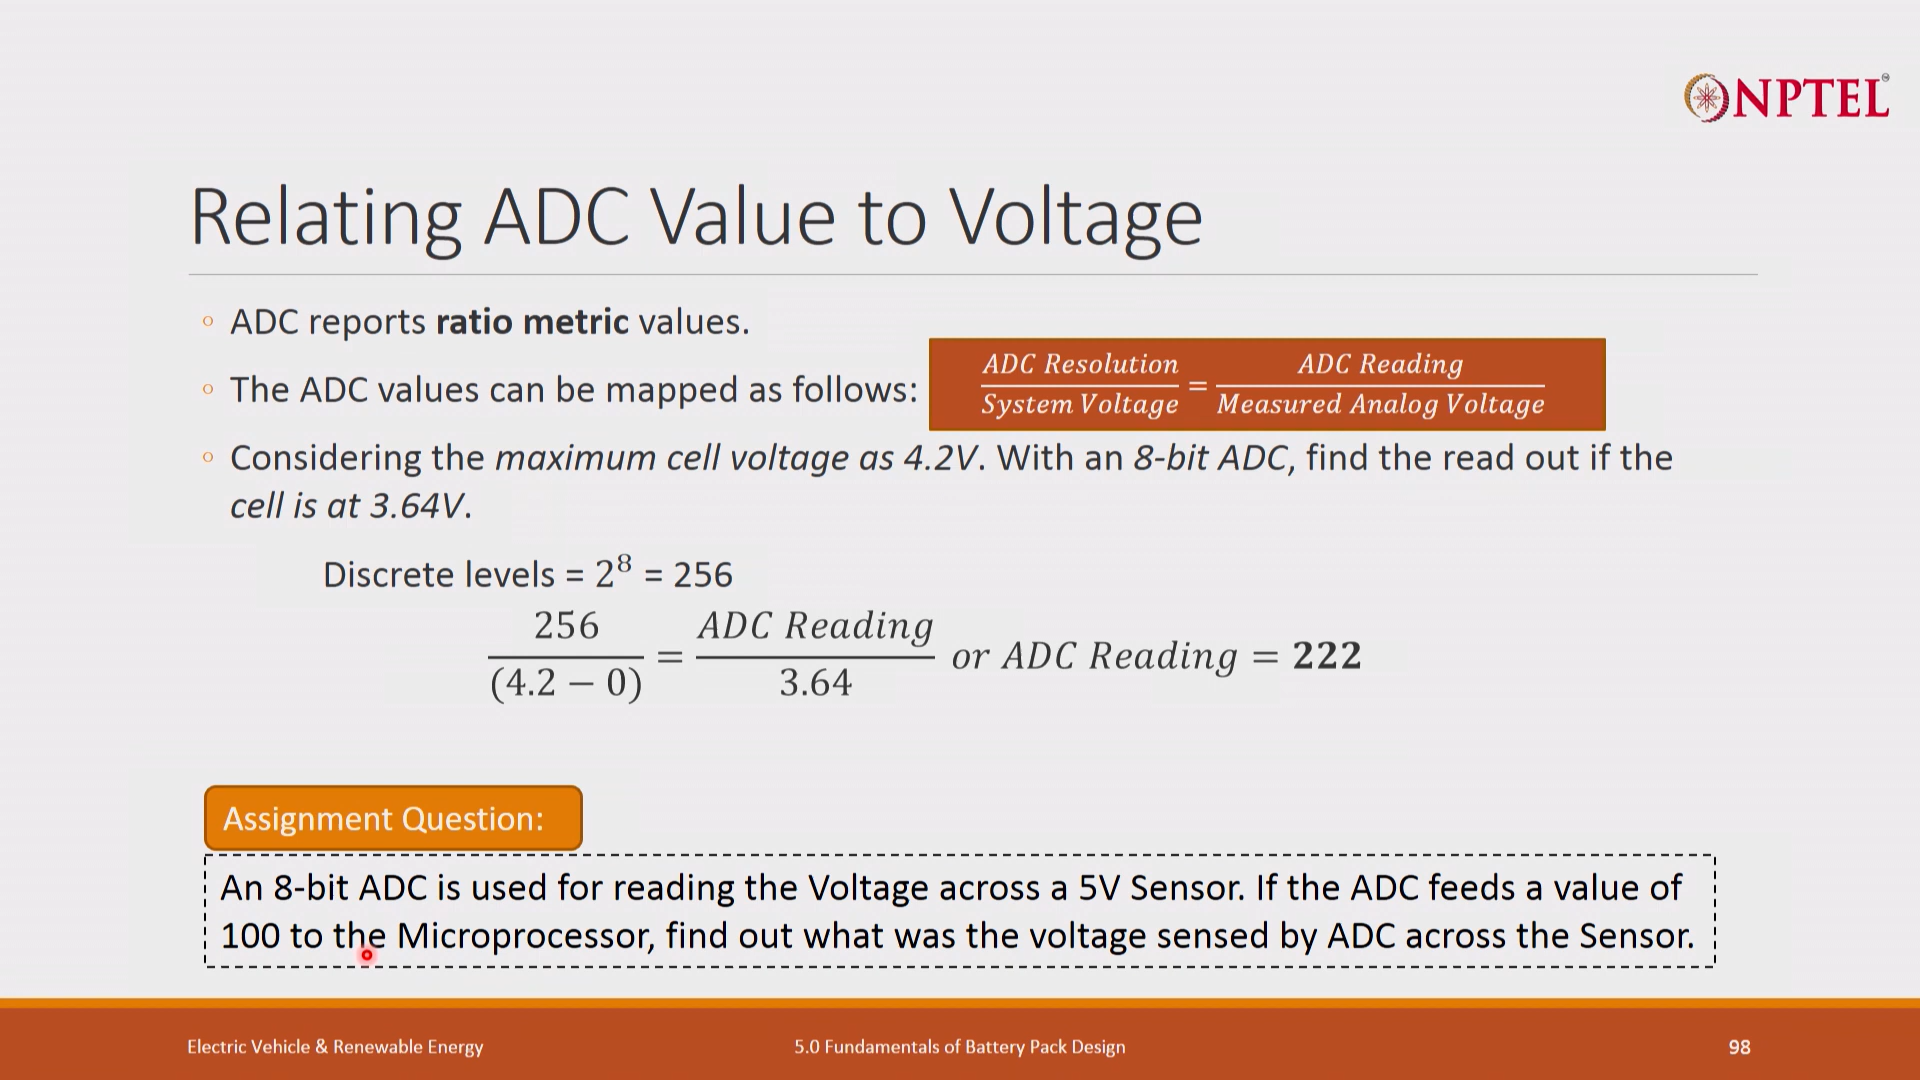 NPTEL
Relating ADC Value to Voltage
◦ ADC reports ratio metric values.
◦ The ADC values can be mapped as follows:
ADC Resolution / System Voltage = ADC Reading / Measured Analog Voltage
◦ Considering the maximum cell voltage as 4.2V. With an 8-bit ADC, find the read out if the
cell is at 3.64V.
Discrete levels = 2⁸ = 256
256 / (4.2 − 0) = ADC Reading / 3.64 or ADC Reading = 222
Assignment Question:
An 8-bit ADC is used for reading the Voltage across a 5V Sensor. If the ADC feeds a value of
100 to the Microprocessor, find out what was the voltage sensed by ADC across the Sensor.
Electric Vehicle & Renewable Energy
5.0 Fundamentals of Battery Pack Design
98